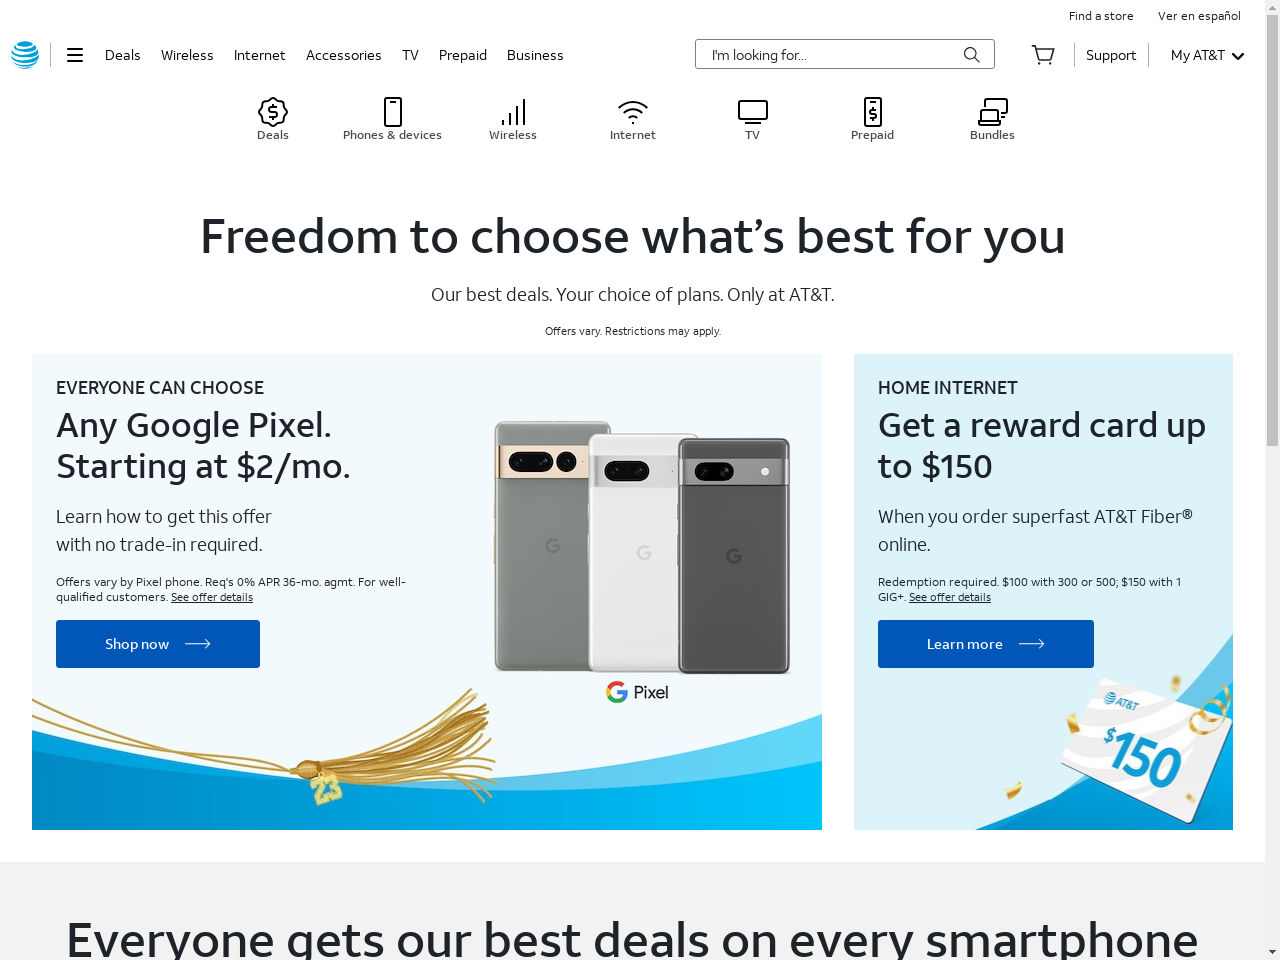 Find a store Ver en español
Deals Wireless Internet Accessories TV Prepaid Business I'm looking for... Support My AT&T
Deals Phones & devices Wireless Internet TV Prepaid Bundles
Freedom to choose what’s best for you
Our best deals. Your choice of plans. Only at AT&T.
Offers vary. Restrictions may apply.
EVERYONE CAN CHOOSE
Any Google Pixel.
Starting at $2/mo.
Learn how to get this offer
with no trade-in required.
Offers vary by Pixel phone. Req's 0% APR 36-mo. agmt. For well-
qualified customers. See offer details
Shop now
G Pixel
23
HOME INTERNET
Get a reward card up
to $150
When you order superfast AT&T Fiber®
online.
Redemption required. $100 with 300 or 500; $150 with 1
GIG+. See offer details
Learn more
AT&T
$150
Everyone gets our best deals on every smartphone